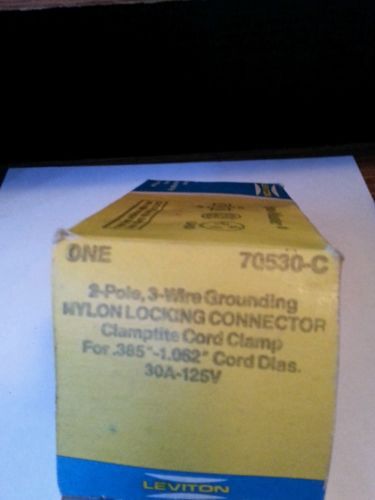 ONE 70530-C
2-Pole, 3-Wire Grounding
NYLON LOCKING CONNECTOR
Clamptite Cord Clamp
For .385"-1.062" Cord Dias.
30A-125V
LEVITON